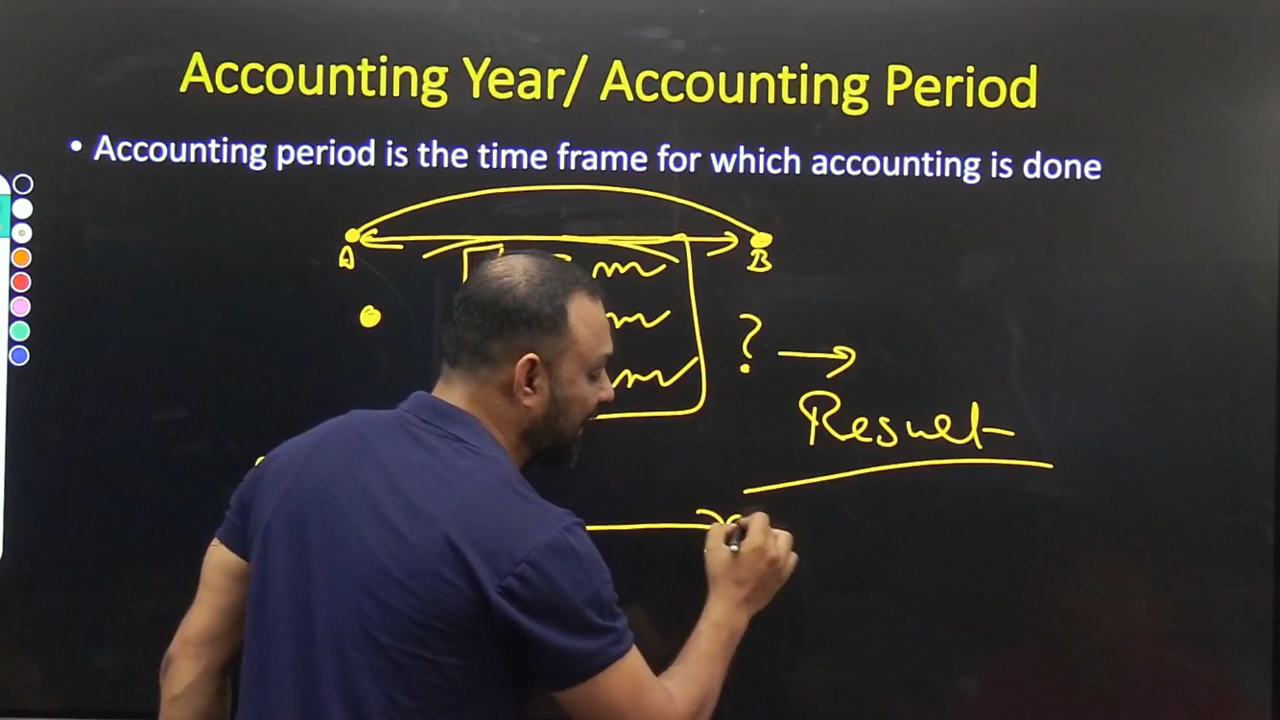 Accounting Year/ Accounting Period
• Accounting period is the time frame for which accounting is done
A B
?
Result